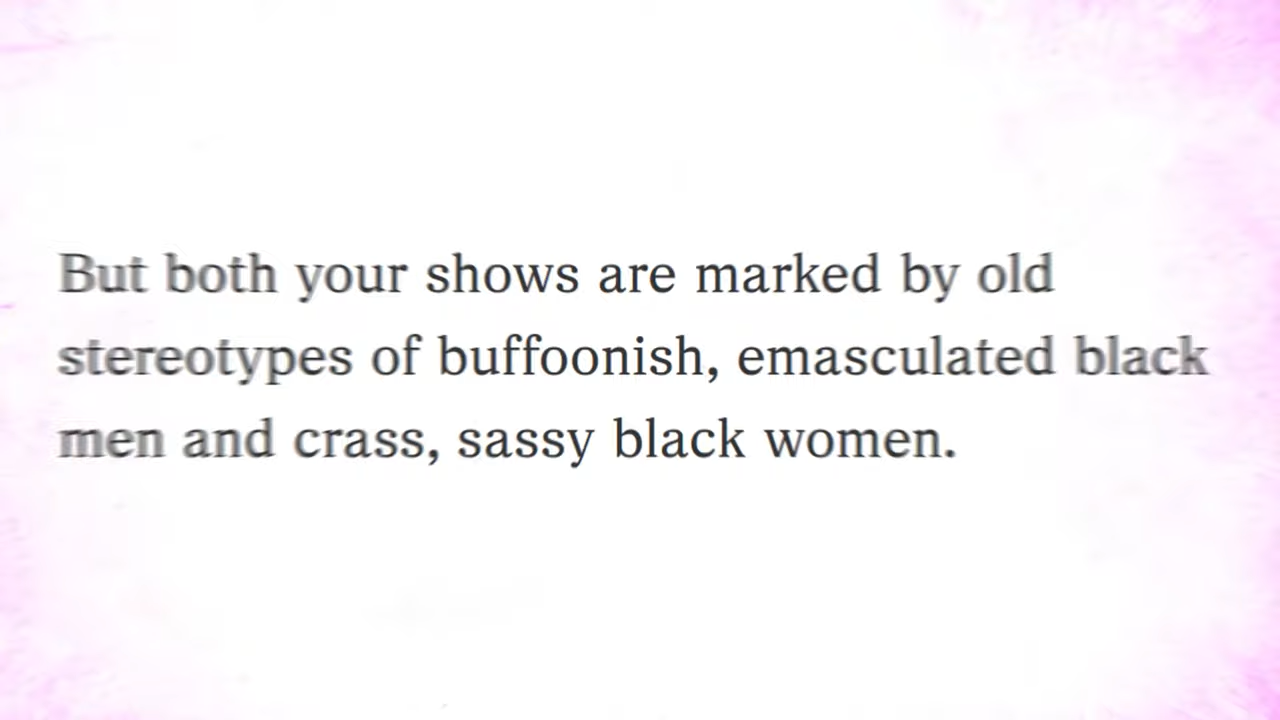 But both your shows are marked by old
stereotypes of buffoonish, emasculated black
men and crass, sassy black women.